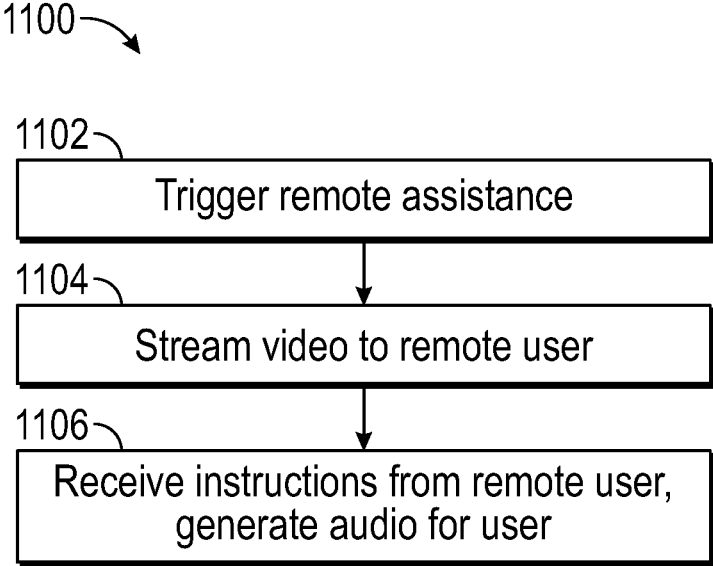 1100
1102
Trigger remote assistance
1104
Stream video to remote user
1106
Receive instructions from remote user,
generate audio for user